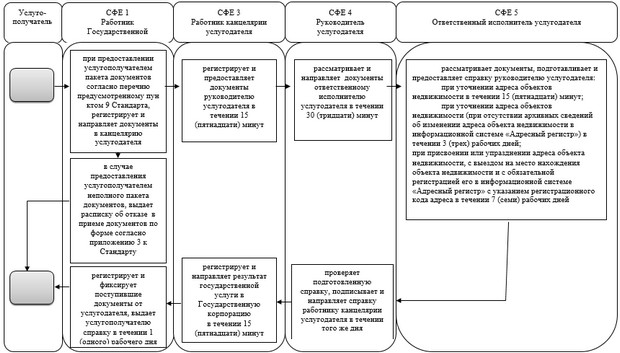 Услуго-
получатель
СФЕ 1
Работник
Государственной
СФЕ 3
Работник канцелярии
услугодателя
СФЕ 4
Руководитель
услугодателя
СФЕ 5
Ответственный исполнитель услугодателя
при предоставлении
услугополучателем
пакета документов
согласно перечню
предусмотренному пун
ктом 9 Стандарта,
регистрирует и
направляет документы
в канцелярию
услугодателя
регистрирует и
предоставляет
документы
руководителю
услугодателя в
течении 15
(пятнадцати) минут
рассматривает и
направляет документы
ответственному
исполнителю
услугодателя в течении
30 (тридцати) минут
рассматривает документы, подготавливает и
предоставляет справку руководителю услугодателя:
при уточнении адреса объектов
недвижимости в течении 15 (пятнадцати) минут;
при уточнении адреса объектов
недвижимости (при отсутствии архивных сведений
об изменении адреса объекта недвижимости в
информационной системе «Адресный регистр») в
течении 3 (трех) рабочих дней;
при присвоении или упразднении адреса объекта
недвижимости, с выездом на место нахождения
объекта недвижимости и с обязательной
регистрацией его в информационной системе
«Адресный регистр» с указанием регистрационного
кода адреса в течении 7 (семи) рабочих дней
в случае
предоставления
услугополучателем
неполного пакета
документов, выдает
расписку об отказе в
приеме документов по
форме согласно
приложению 3 к
Стандарту
регистрирует и
фиксирует
поступившие
документы от
услугодателя, выдает
услугополучателю
справку в течении 1
(одного) рабочего дня
регистрирует и
направляет результат
государственной
услуги в
Государственную
корпорацию
в течении 15
(пятнадцати) минут
проверяет
подготовленную
справку, подписывает и
направляет справку
работнику канцелярии
услугодателя в течении
того же дня